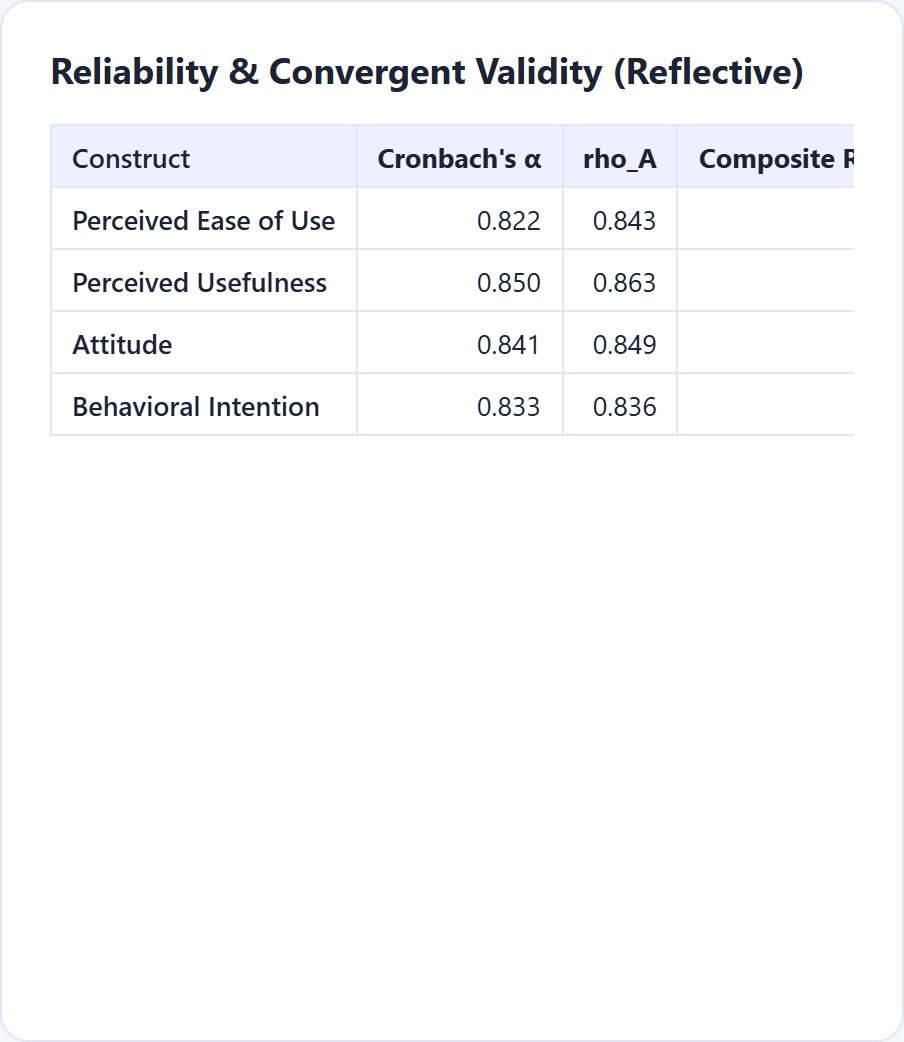 Reliability & Convergent Validity (Reflective)
Construct Cronbach's α rho_A Composite R
Perceived Ease of Use 0.822 0.843
Perceived Usefulness 0.850 0.863
Attitude 0.841 0.849
Behavioral Intention 0.833 0.836